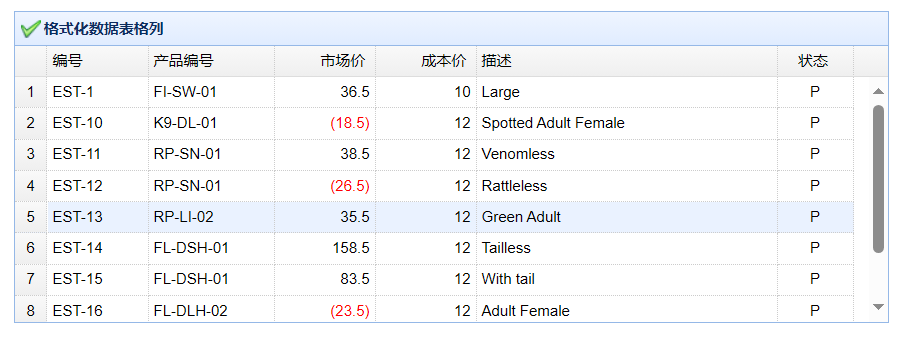 格式化数据表格列
编号 产品编号 市场价 成本价 描述 状态
1 EST-1 FI-SW-01 36.5 10 Large P
2 EST-10 K9-DL-01 (18.5) 12 Spotted Adult Female P
3 EST-11 RP-SN-01 38.5 12 Venomless P
4 EST-12 RP-SN-01 (26.5) 12 Rattleless P
5 EST-13 RP-LI-02 35.5 12 Green Adult P
6 EST-14 FL-DSH-01 158.5 12 Tailless P
7 EST-15 FL-DSH-01 83.5 12 With tail P
8 EST-16 FL-DLH-02 (23.5) 12 Adult Female P